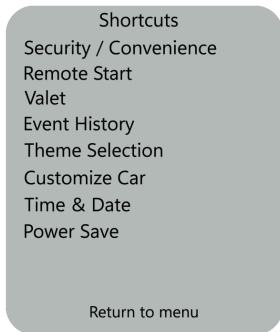 Shortcuts
Security / Convenience
Remote Start
Valet
Event History
Theme Selection
Customize Car
Time & Date
Power Save
Return to menu